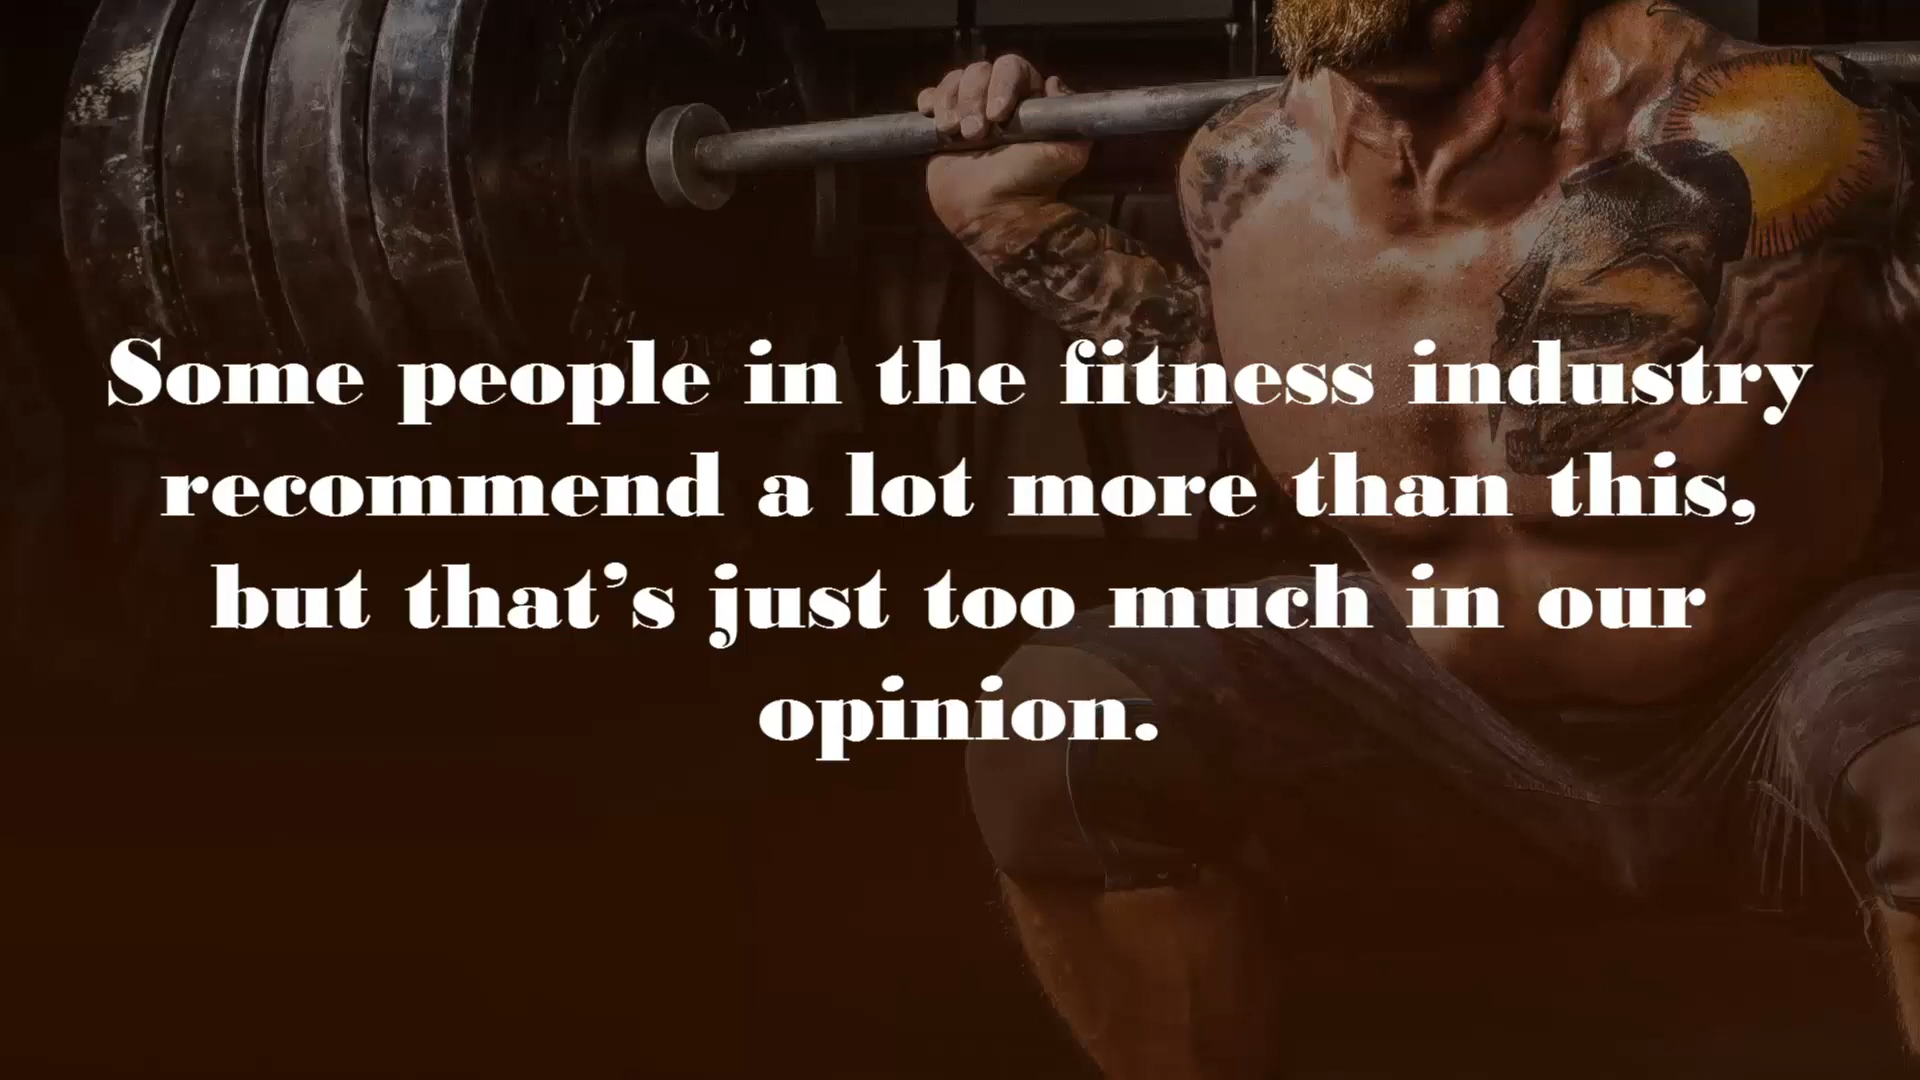 Some people in the fitness industry
recommend a lot more than this,
but that’s just too much in our
opinion.